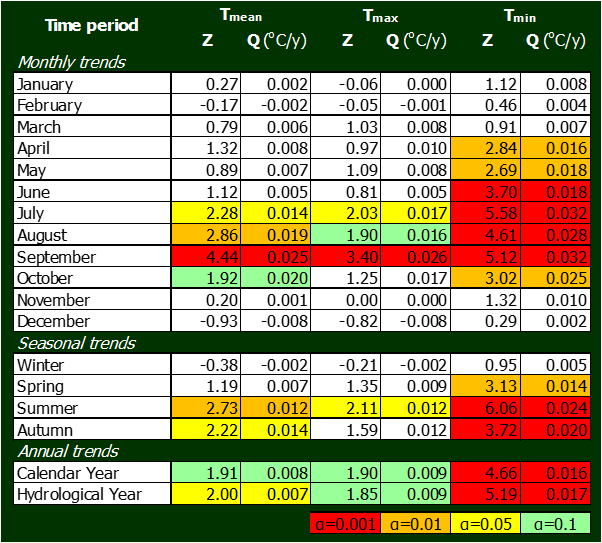 Time period Tmean Tmax Tmin
Z Q (°C/y) Z Q (°C/y) Z Q (°C/y)
Monthly trends
January 0.27 0.002 -0.06 0.000 1.12 0.008
February -0.17 -0.002 -0.05 -0.001 0.46 0.004
March 0.79 0.006 1.03 0.008 0.91 0.007
April 1.32 0.008 0.97 0.010 2.84 0.016
May 0.89 0.007 1.09 0.008 2.69 0.018
June 1.12 0.005 0.81 0.005 3.70 0.018
July 2.28 0.014 2.03 0.017 5.58 0.032
August 2.86 0.019 1.90 0.016 4.61 0.028
September 4.44 0.025 3.40 0.026 5.12 0.032
October 1.92 0.020 1.25 0.017 3.02 0.025
November 0.20 0.001 0.00 0.000 1.32 0.010
December -0.93 -0.008 -0.82 -0.008 0.29 0.002
Seasonal trends
Winter -0.38 -0.002 -0.21 -0.002 0.95 0.005
Spring 1.19 0.007 1.35 0.009 3.13 0.014
Summer 2.73 0.012 2.11 0.012 6.06 0.024
Autumn 2.22 0.014 1.59 0.012 3.72 0.020
Annual trends
Calendar Year 1.91 0.008 1.90 0.009 4.66 0.016
Hydrological Year 2.00 0.007 1.85 0.009 5.19 0.017
α=0.001 α=0.01 α=0.05 α=0.1